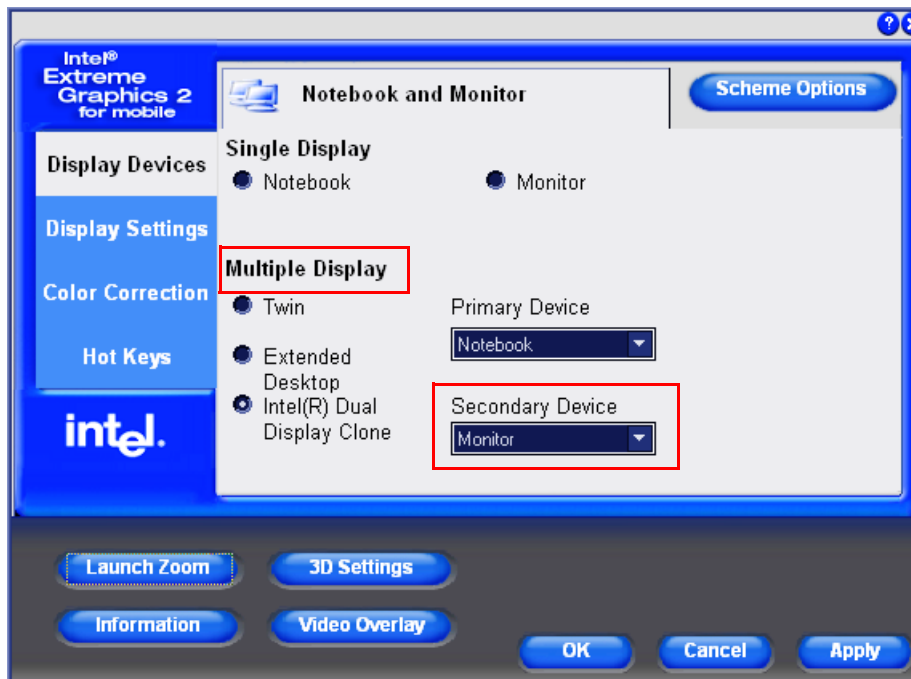 ?
Intel®
Extreme
Graphics 2
for mobile
Notebook and Monitor
Scheme Options
Display Devices
Display Settings
Color Correction
Hot Keys
intel.
Single Display
Notebook
Monitor
Multiple Display
Twin
Extended
Desktop
Intel(R) Dual
Display Clone
Primary Device
Notebook
Secondary Device
Monitor
Launch Zoom
3D Settings
Information
Video Overlay
OK
Cancel
Apply